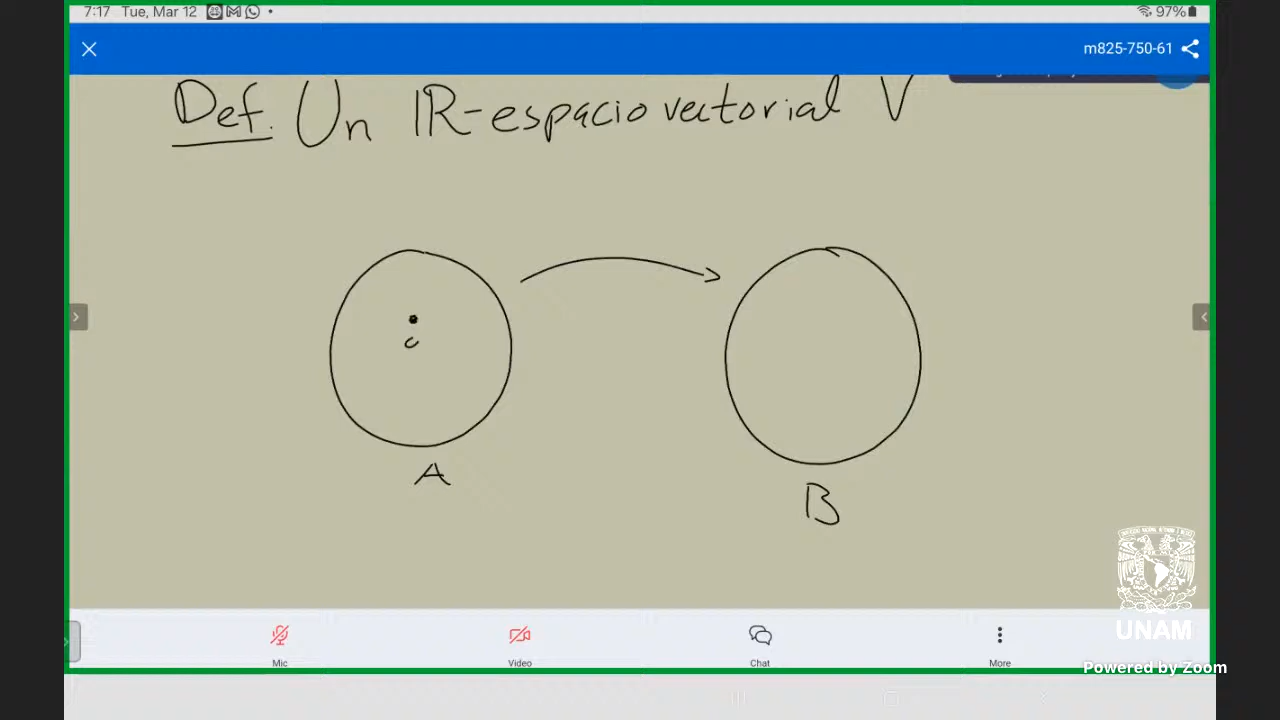 7:17 Tue, Mar 12 97%
m825-750-61
Def. Un IR-espacio vectorial V
c
A
B
UNAM
Mic Video Chat More
Powered by Zoom